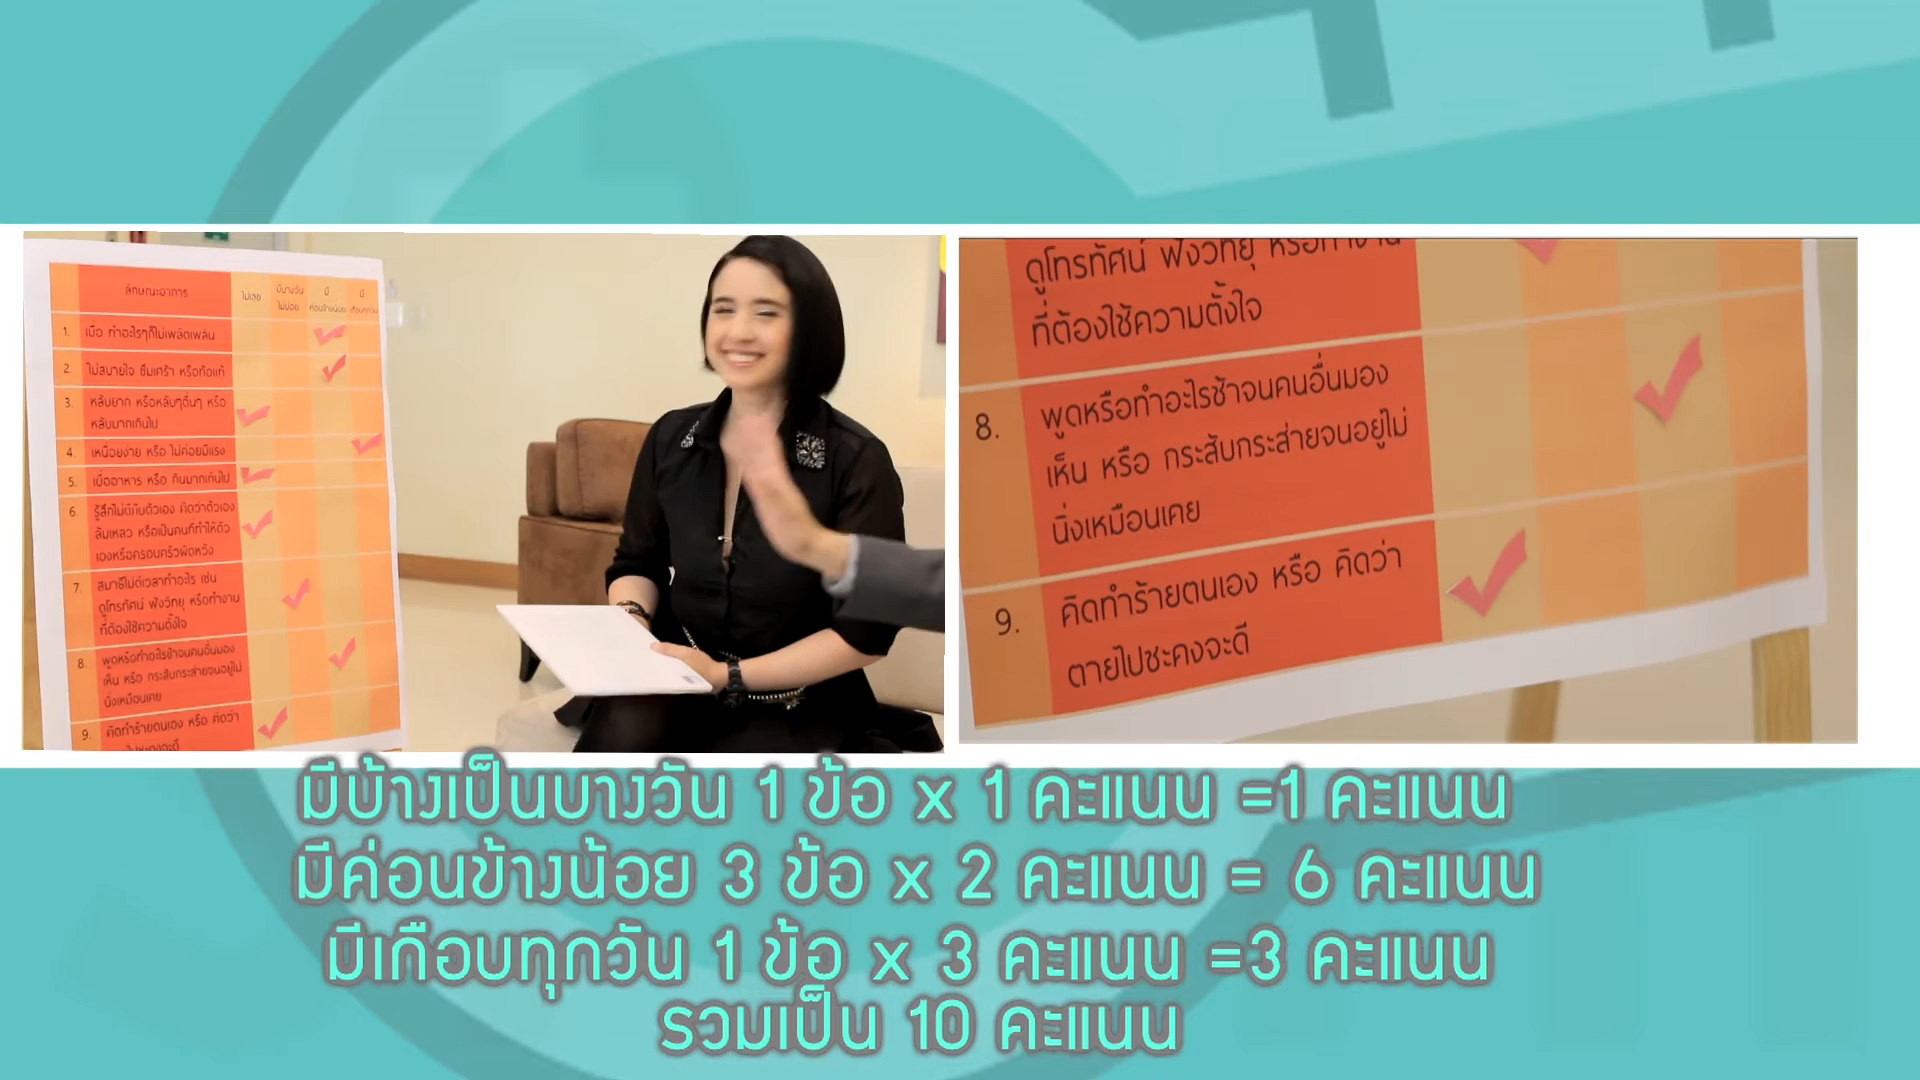 ลักษณะอาการ
ไม่เลย
มีบางวัน
ไม่บ่อย
มี
ค่อนข้างบ่อย
มี
เกือบทุกวัน
1. เบื่อ ทำอะไรๆก็ไม่เพลิดเพลิน
2. ไม่สบายใจ ซึมเศร้า หรือท้อแท้
3. หลับยาก หรือหลับๆตื่นๆ หรือ
หลับมากเกินไป
4. เหนื่อยง่าย หรือ ไม่ค่อยมีแรง
5. เบื่ออาหาร หรือ กินมากเกินไป
6. รู้สึกไม่ดีกับตัวเอง คิดว่าตัวเอง
ล้มเหลว หรือเป็นคนที่ทำให้ตัว
เองหรือครอบครัวผิดหวัง
7. สมาธิไม่ดีเวลาทำอะไร เช่น
ดูโทรทัศน์ ฟังวิทยุ หรือทำงาน
ที่ต้องใช้ความตั้งใจ
8. พูดหรือทำอะไรช้าจนคนอื่นมอง
เห็น หรือ กระสับกระส่ายจนอยู่ไม่
นิ่งเหมือนเคย
9. คิดทำร้ายตนเอง หรือ คิดว่า
ตายไปซะคงจะดี
ดูโทรทัศน์ ฟังวิทยุ หรือทำงาน
ที่ต้องใช้ความตั้งใจ
8. พูดหรือทำอะไรช้าจนคนอื่นมอง
เห็น หรือ กระสับกระส่ายจนอยู่ไม่
นิ่งเหมือนเคย
9. คิดทำร้ายตนเอง หรือ คิดว่า
ตายไปซะคงจะดี
มีบ้างเป็นบางวัน 1 ข้อ x 1 คะแนน =1 คะแนน
มีค่อนข้างน้อย 3 ข้อ x 2 คะแนน = 6 คะแนน
มีเกือบทุกวัน 1 ข้อ x 3 คะแนน =3 คะแนน
รวมเป็น 10 คะแนน